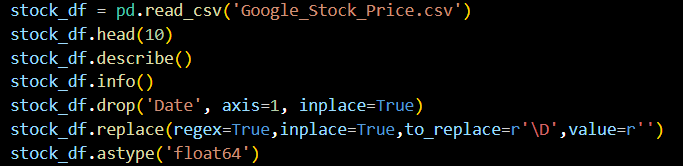 stock_df = pd.read_csv('Google_Stock_Price.csv')
stock_df.head(10)
stock_df.describe()
stock_df.info()
stock_df.drop('Date', axis=1, inplace=True)
stock_df.replace(regex=True,inplace=True,to_replace=r'\D',value=r'')
stock_df.astype('float64')